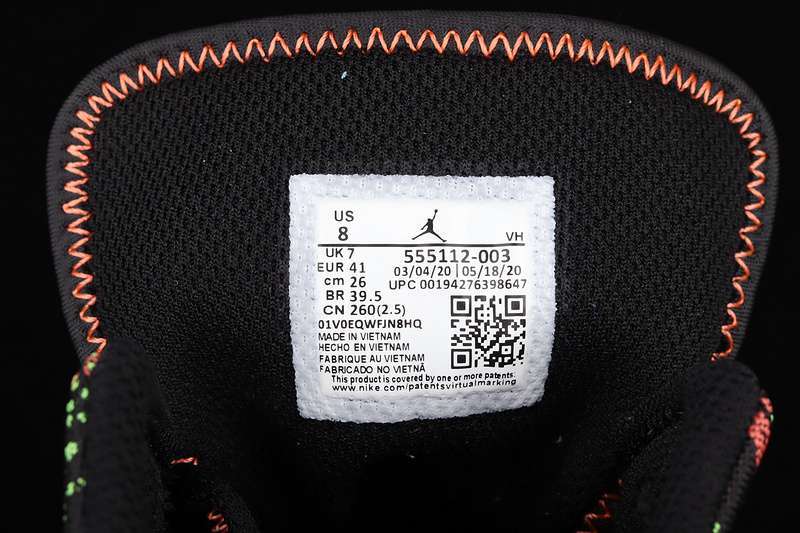 US
8 VH
UK 7 555112-003
EUR 41 03/04/20 | 05/18/20
cm 26 UPC 00194276398647
BR 39.5
CN 260(2.5)
01V0EQWFJN8HQ
MADE IN VIETNAM
HECHO EN VIETNAM
FABRIQUE AU VIETNAM
FABRICADO NO VIETNÃ
This product is covered by one or more patents:
www.nike.com/patentsvirtualmarking